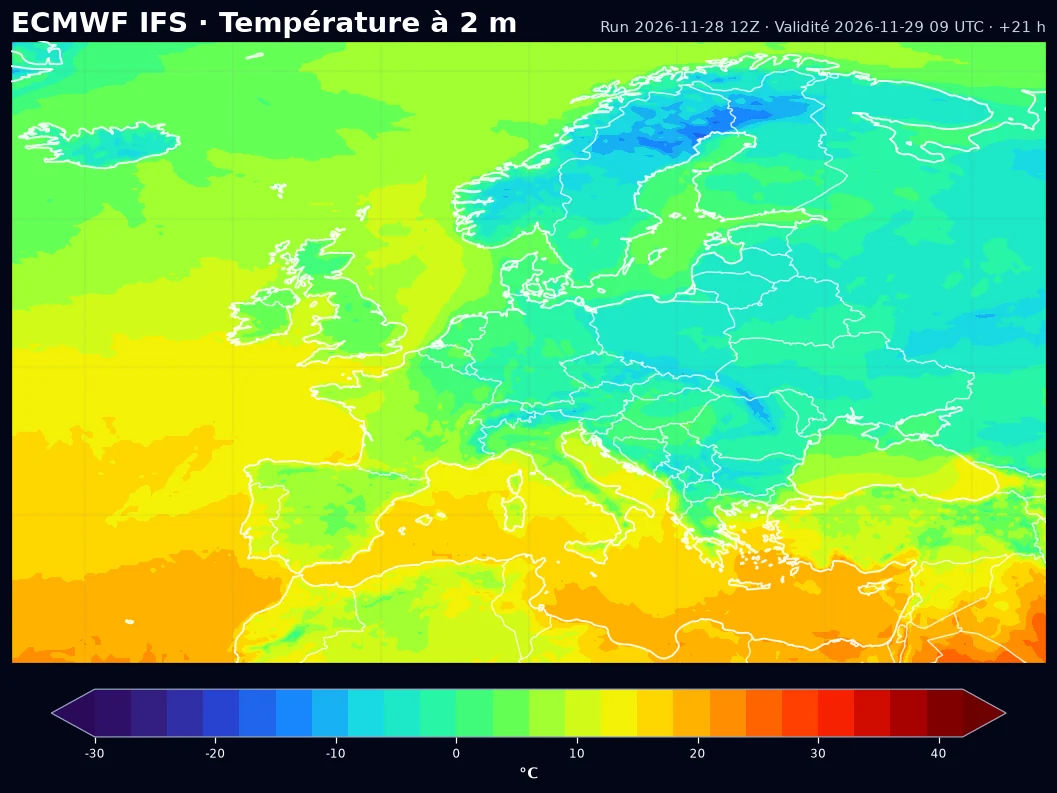 ECMWF IFS · Température à 2 m
Run 2026-11-28 12Z · Validité 2026-11-29 09 UTC · +21 h
-30 -20 -10 0 10 20 30 40
°C